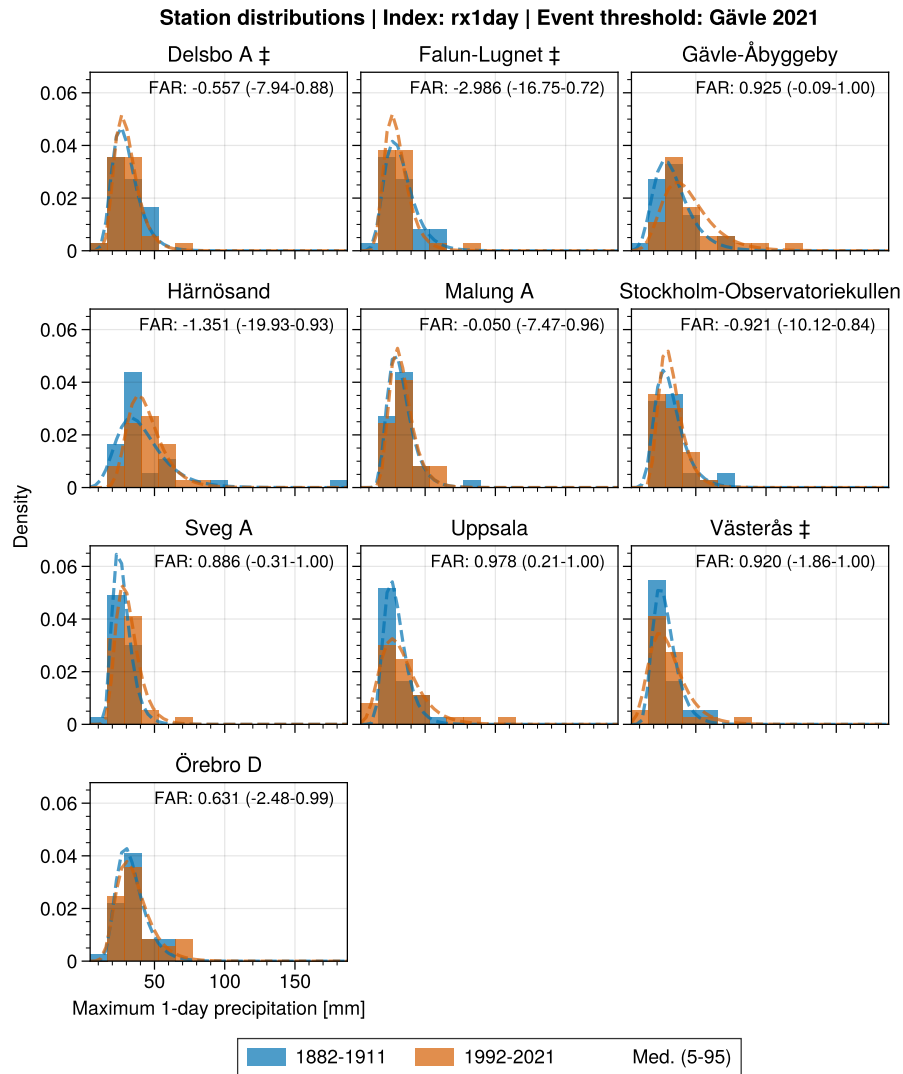 Station distributions | Index: rx1day | Event threshold: Gävle 2021
Delsbo A ‡
Falun-Lugnet ‡
Gävle-Åbyggeby
FAR: -0.557 (-7.94-0.88)
FAR: -2.986 (-16.75-0.72)
FAR: 0.925 (-0.09-1.00)
0.06
0.04
0.02
0
Härnösand
Malung A
Stockholm-Observatoriekullen
FAR: -1.351 (-19.93-0.93)
FAR: -0.050 (-7.47-0.96)
FAR: -0.921 (-10.12-0.84)
0.06
0.04
0.02
0
Density
Sveg A
Uppsala
Västerås ‡
FAR: 0.886 (-0.31-1.00)
FAR: 0.978 (0.21-1.00)
FAR: 0.920 (-1.86-1.00)
0.06
0.04
0.02
0
Örebro D
FAR: 0.631 (-2.48-0.99)
0.06
0.04
0.02
0
50 100 150
Maximum 1-day precipitation [mm]
1882-1911 1992-2021 Med. (5-95)